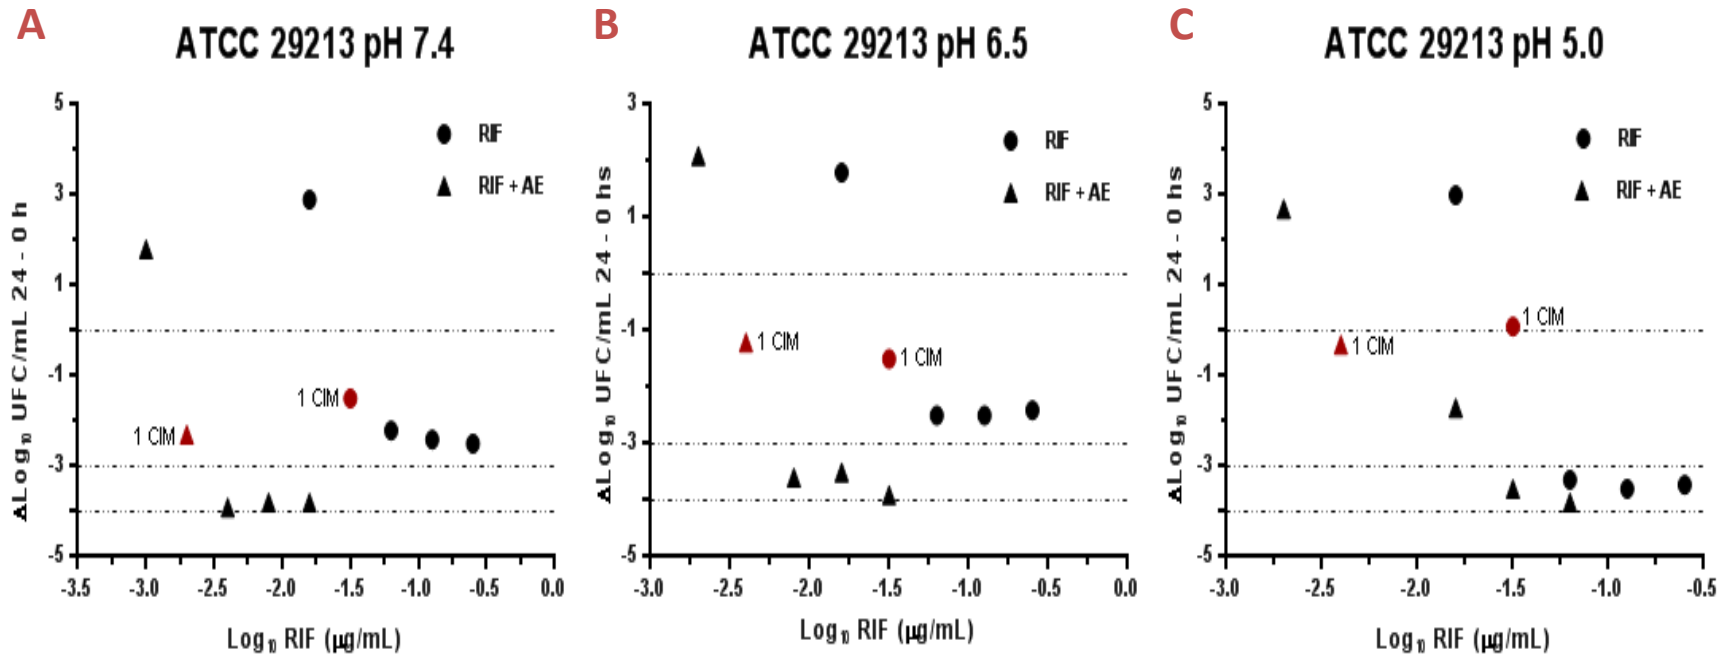 A
ATCC 29213 pH 7.4
ΔLog₁₀ UFC/mL 24 - 0 h
5
3
1
-1
-3
-5
RIF
RIF + AE
1 CIM
1 CIM
-3.5 -3.0 -2.5 -2.0 -1.5 -1.0 -0.5 0.0
Log₁₀ RIF (μg/mL)
B
ATCC 29213 pH 6.5
ΔLog₁₀ UFC/mL 24 - 0 hs
3
1
-1
-3
-5
RIF
RIF + AE
1 CIM
1 CIM
-3.0 -2.5 -2.0 -1.5 -1.0 -0.5 0.0
Log₁₀ RIF (μg/mL)
C
ATCC 29213 pH 5.0
ΔLog₁₀ UFC/mL 24 - 0 hs
5
3
1
-1
-3
-5
RIF
RIF + AE
1 CIM
1 CIM
-3.0 -2.5 -2.0 -1.5 -1.0 -0.5
Log₁₀ RIF (μg/mL)